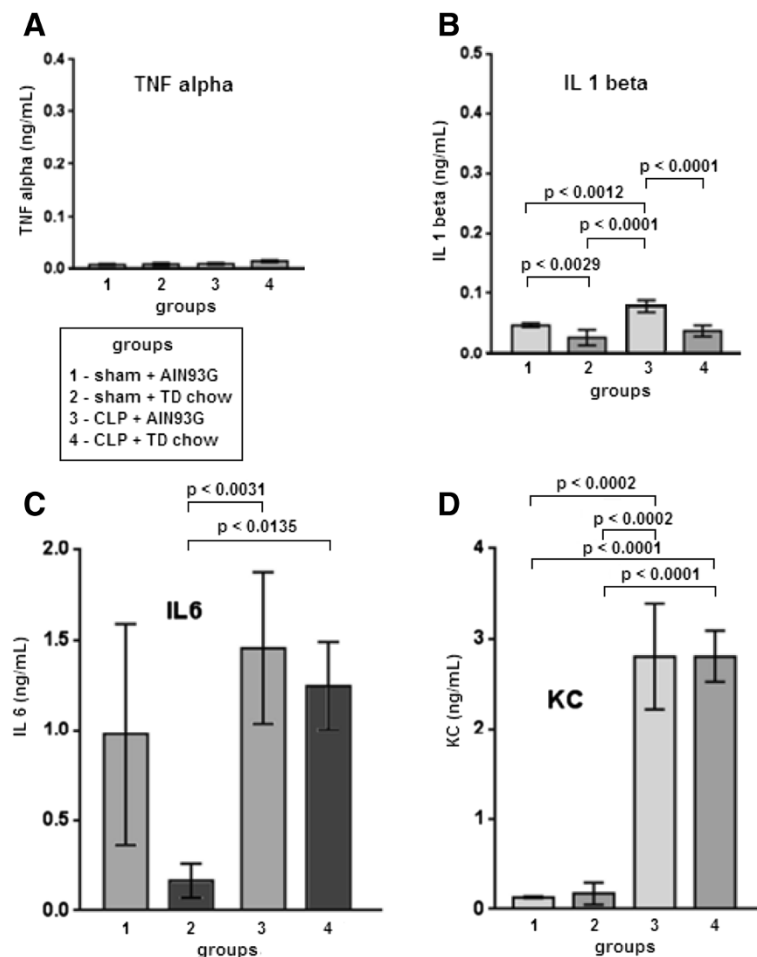 A
TNF alpha
TNF alpha (ng/mL)
0.4
0.3
0.2
0.1
0.0
1 2 3 4
groups
groups
1 - sham + AIN93G
2 - sham + TD chow
3 - CLP + AIN93G
4 - CLP + TD chow
B
IL 1 beta
IL 1 beta (ng/mL)
0.5
0.4
0.3
0.2
0.1
0.0
p < 0.0001
p < 0.0012
p < 0.0001
p < 0.0029
1 2 3 4
groups
C
p < 0.0031
p < 0.0135
IL6
IL 6 (ng/mL)
2.0
1.5
1.0
0.5
0.0
1 2 3 4
groups
D
p < 0.0002
p < 0.0002
p < 0.0001
p < 0.0001
KC
KC (ng/mL)
4
3
2
1
0
1 2 3 4
groups